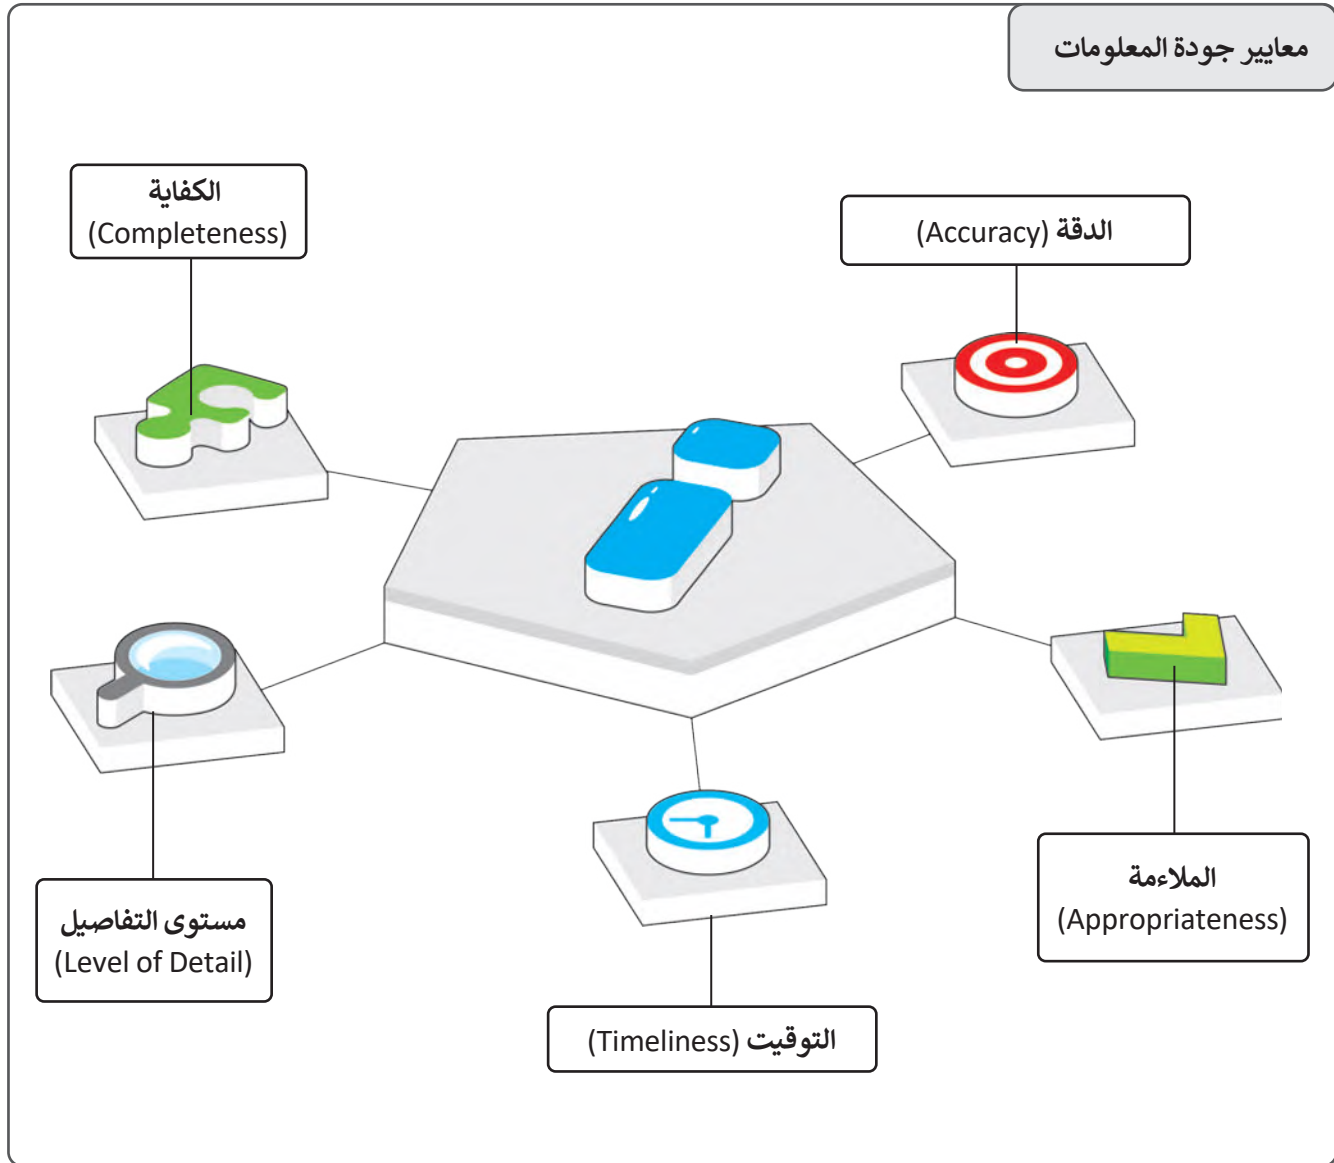 معايير جودة المعلومات
الدقة (Accuracy)
الكفاية
(Completeness)
الملاءمة
(Appropriateness)
مستوى التفاصيل
(Level of Detail)
التوقيت (Timeliness)